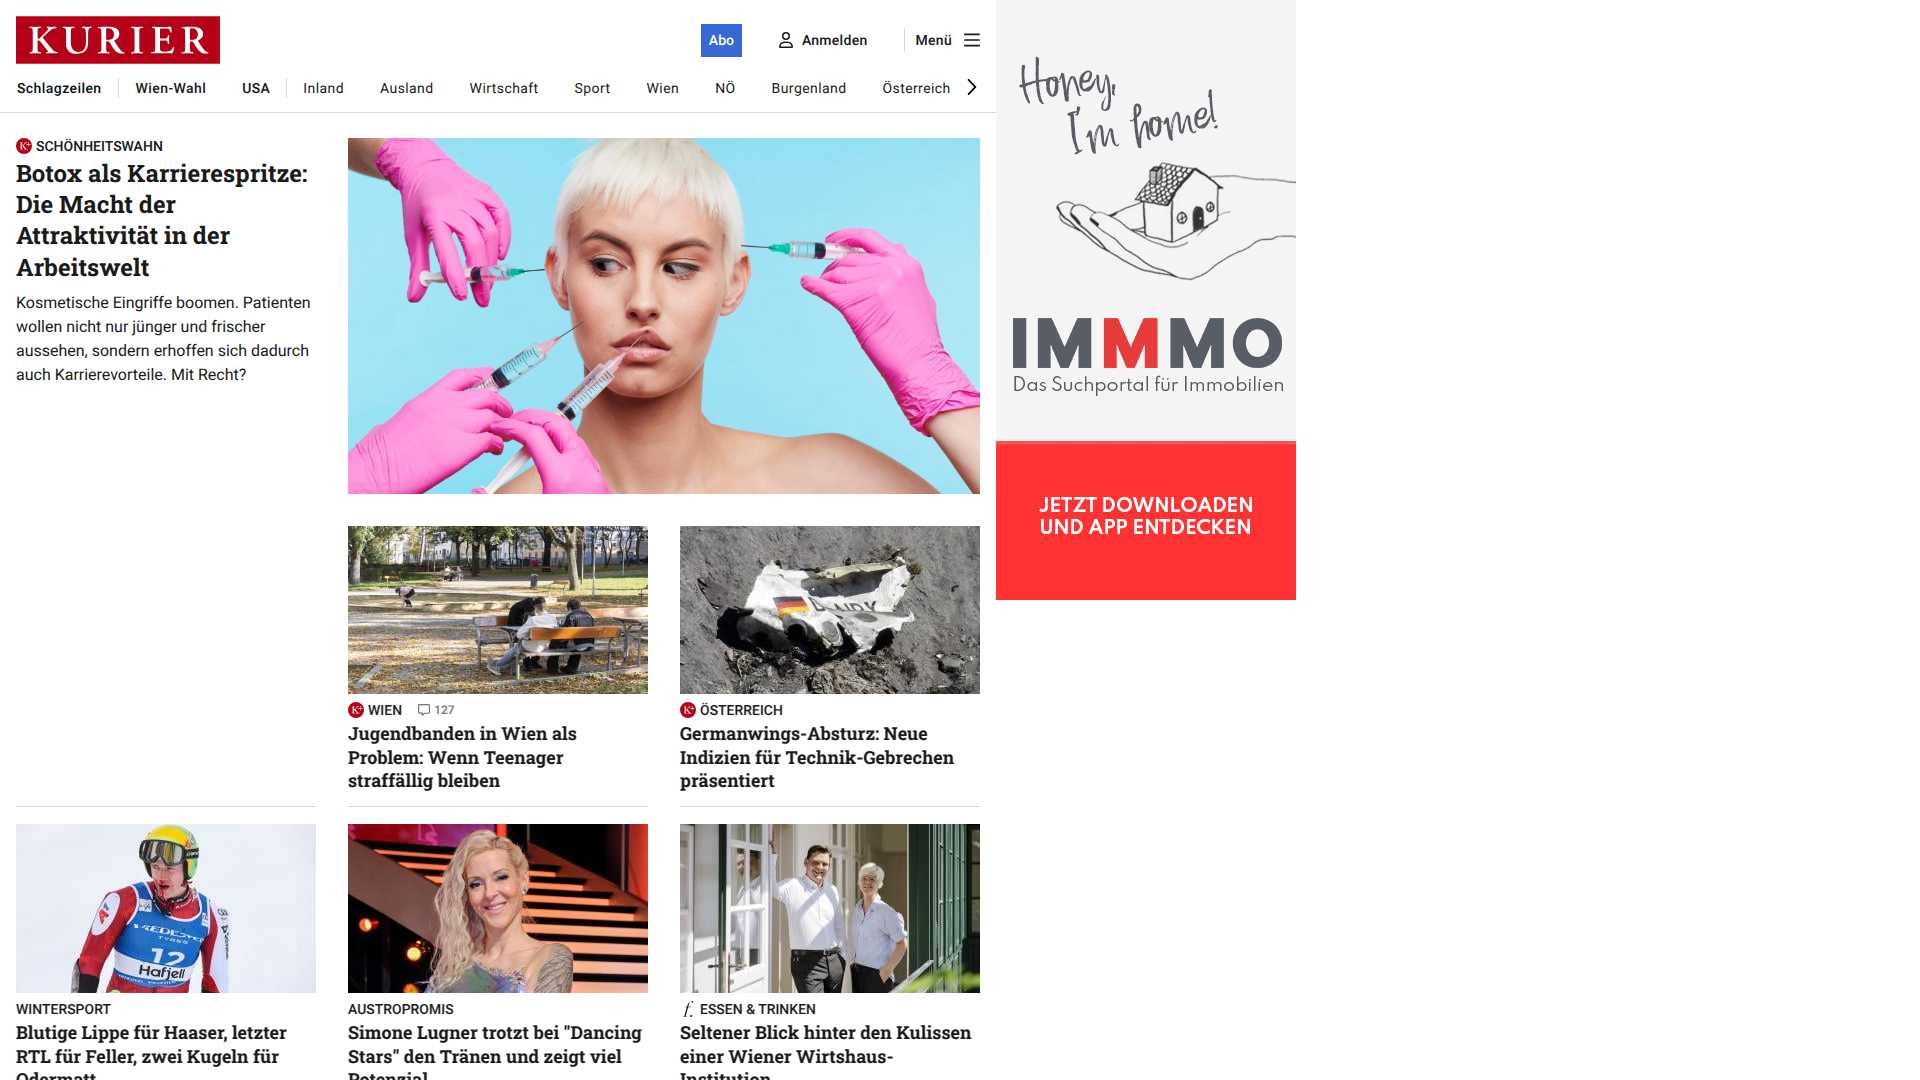 KURIER
Abo
Anmelden
Menü
Schlagzeilen
Wien-Wahl
USA
Inland
Ausland
Wirtschaft
Sport
Wien
NÖ
Burgenland
Österreich
K+ SCHÖNHEITSWAHN
Botox als Karrierespritze:
Die Macht der
Attraktivität in der
Arbeitswelt
Kosmetische Eingriffe boomen. Patienten
wollen nicht nur jünger und frischer
aussehen, sondern erhoffen sich dadurch
auch Karrierevorteile. Mit Recht?
K+ WIEN 127
Jugendbanden in Wien als
Problem: Wenn Teenager
straffällig bleiben
K+ ÖSTERREICH
Germanwings-Absturz: Neue
Indizien für Technik-Gebrechen
präsentiert
12
Hafjell
WINTERSPORT
Blutige Lippe für Haaser, letzter
RTL für Feller, zwei Kugeln für
Odermatt
AUSTROPROMIS
Simone Lugner trotzt bei "Dancing
Stars" den Tränen und zeigt viel
Potenzial
f. ESSEN & TRINKEN
Seltener Blick hinter den Kulissen
einer Wiener Wirtshaus-
Institution
Honey,
I'm home!
IMMMO
Das Suchportal für Immobilien
JETZT DOWNLOADEN
UND APP ENTDECKEN